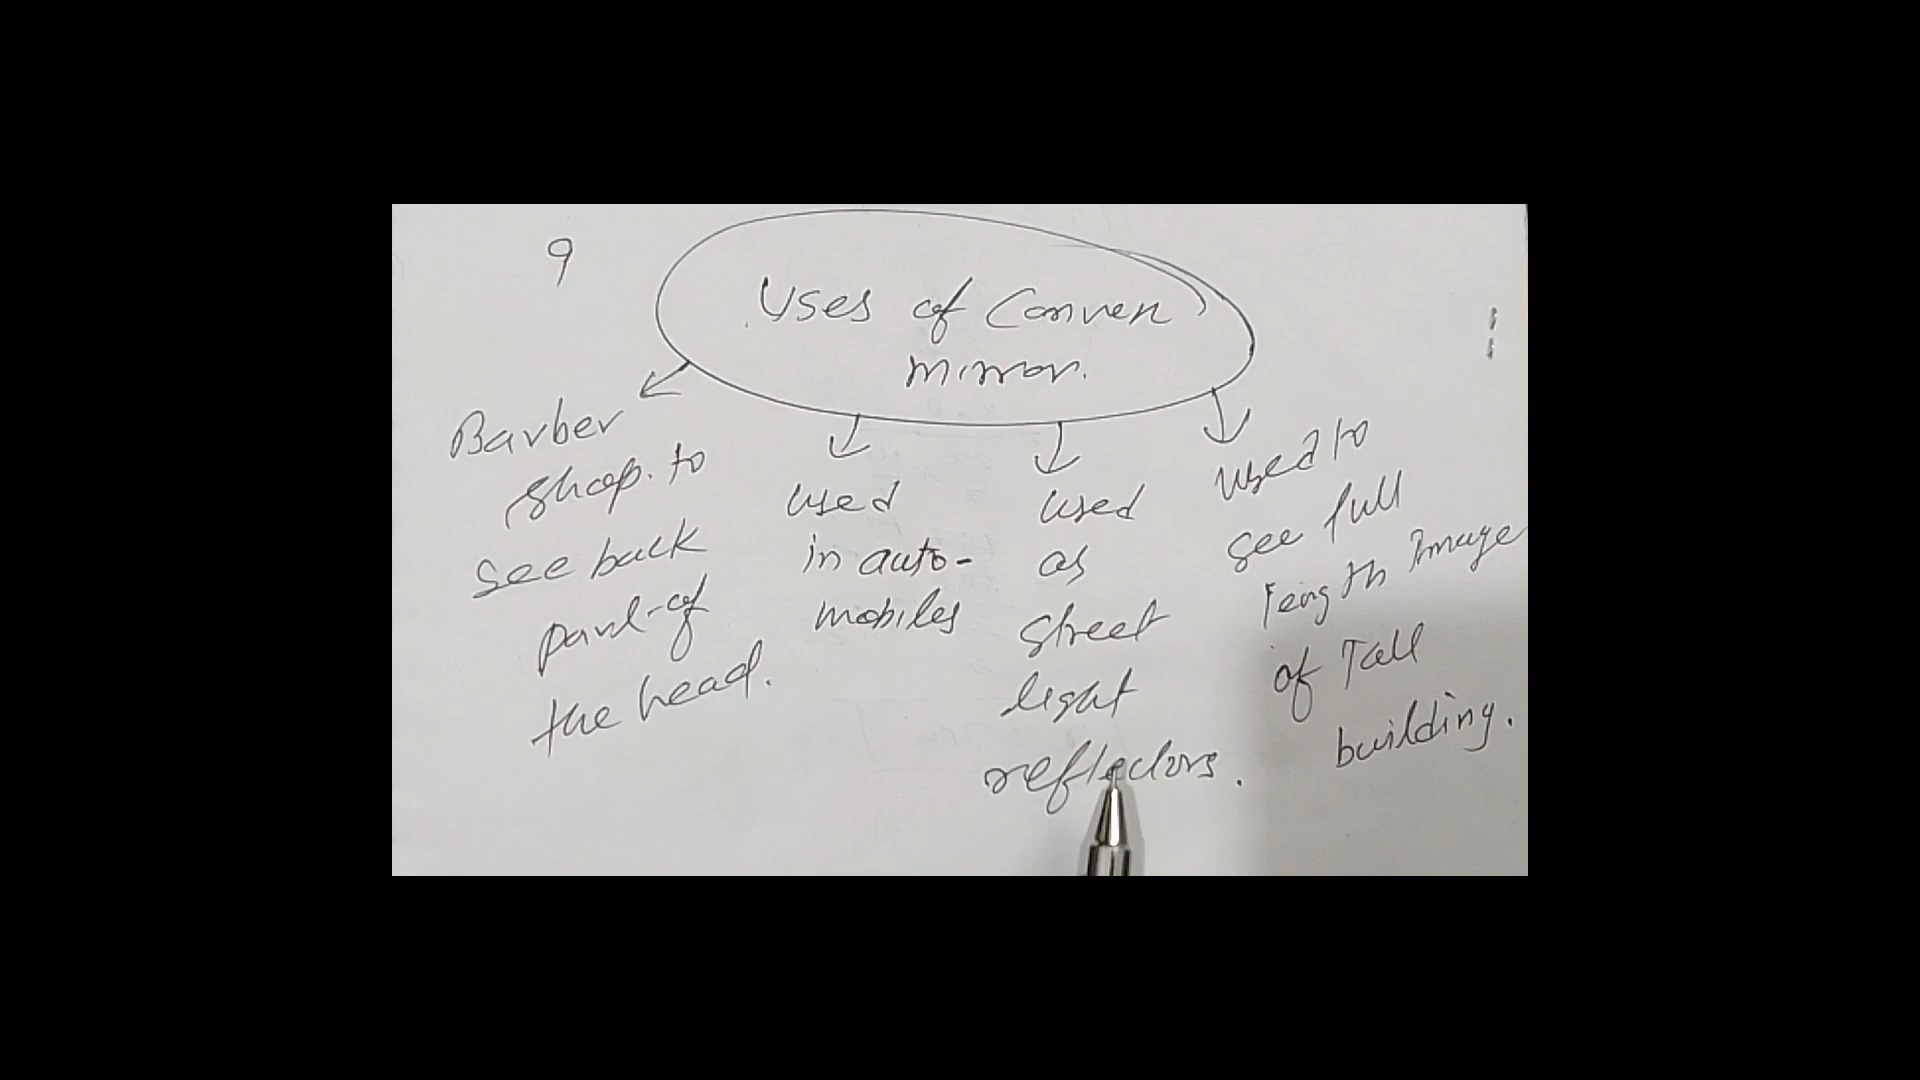 9
Uses of Convex
mirror.
Barber
shop. to
see back
part of
the head.
used
in auto-
mobiles
used
as
street
light
reflectors.
used to
see full
length Image
of Tall
building.